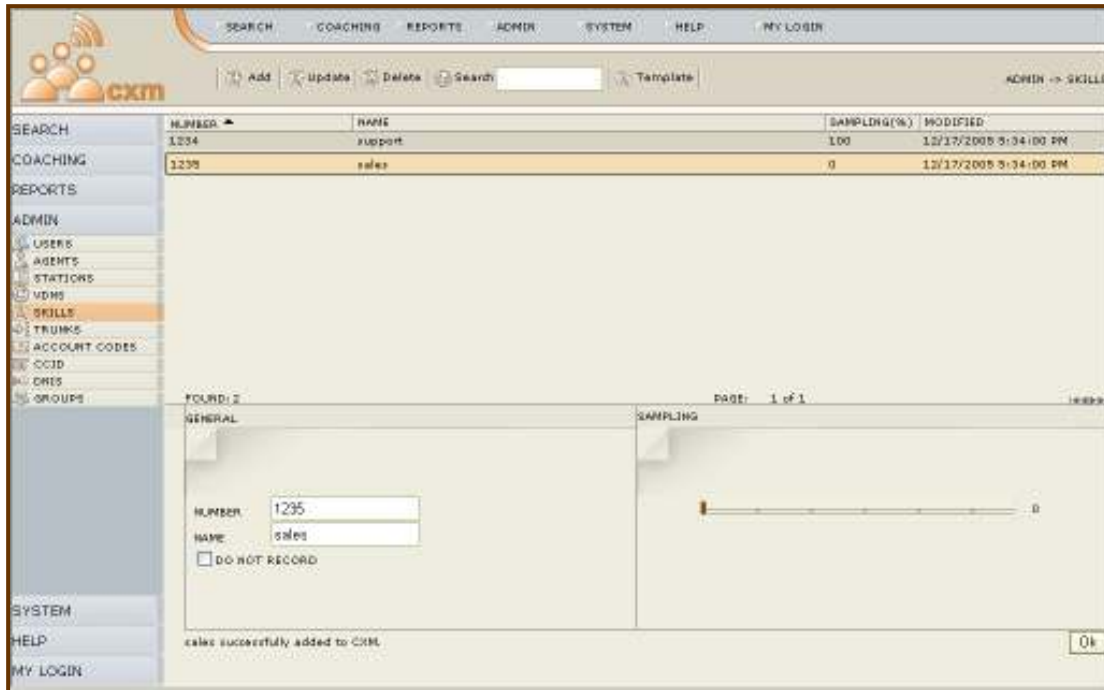 SEARCH COACHING REPORTS ADMIN SYSTEM HELP MY LOGIN
cxm
Add Update Delete Search Template ADMIN -> SKILLS
SEARCH
COACHING
REPORTS
ADMIN
USERS
AGENTS
STATIONS
VDNS
SKILLS
TRUNKS
ACCOUNT CODES
CCID
DNIS
GROUPS
SYSTEM
HELP
MY LOGIN
NUMBER NAME SAMPLING(%) MODIFIED
1234 support 100 12/17/2005 5:34:00 PM
1235 sales 0 12/17/2005 5:34:00 PM
FOUND: 2 PAGE: 1 of 1
GENERAL SAMPLING
NUMBER 1235
NAME sales
DO NOT RECORD
0
sales successfully added to CXM. Ok